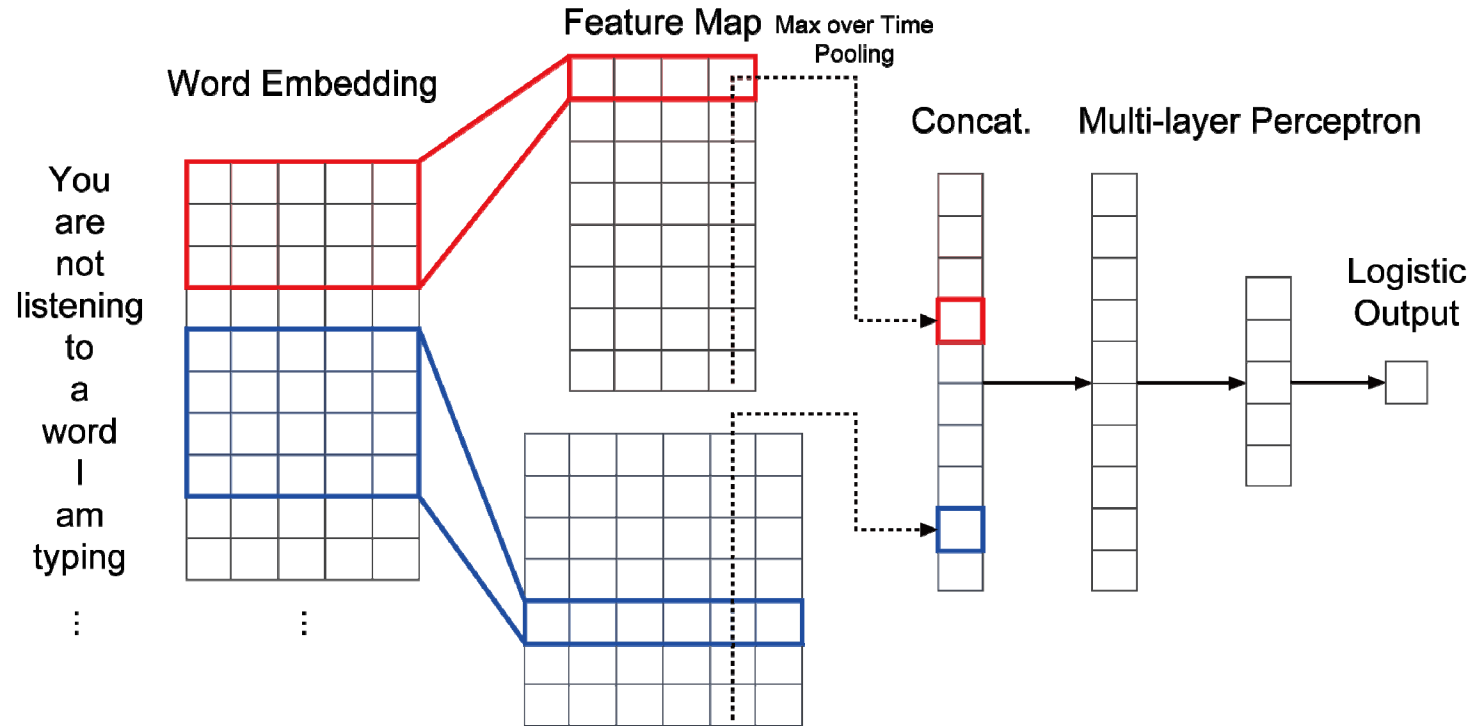 Feature Map
Max over Time
Pooling
Word Embedding
Concat.
Multi-layer Perceptron
You
are
not
listening
to
a
word
I
am
typing
⋮
⋮
Logistic
Output